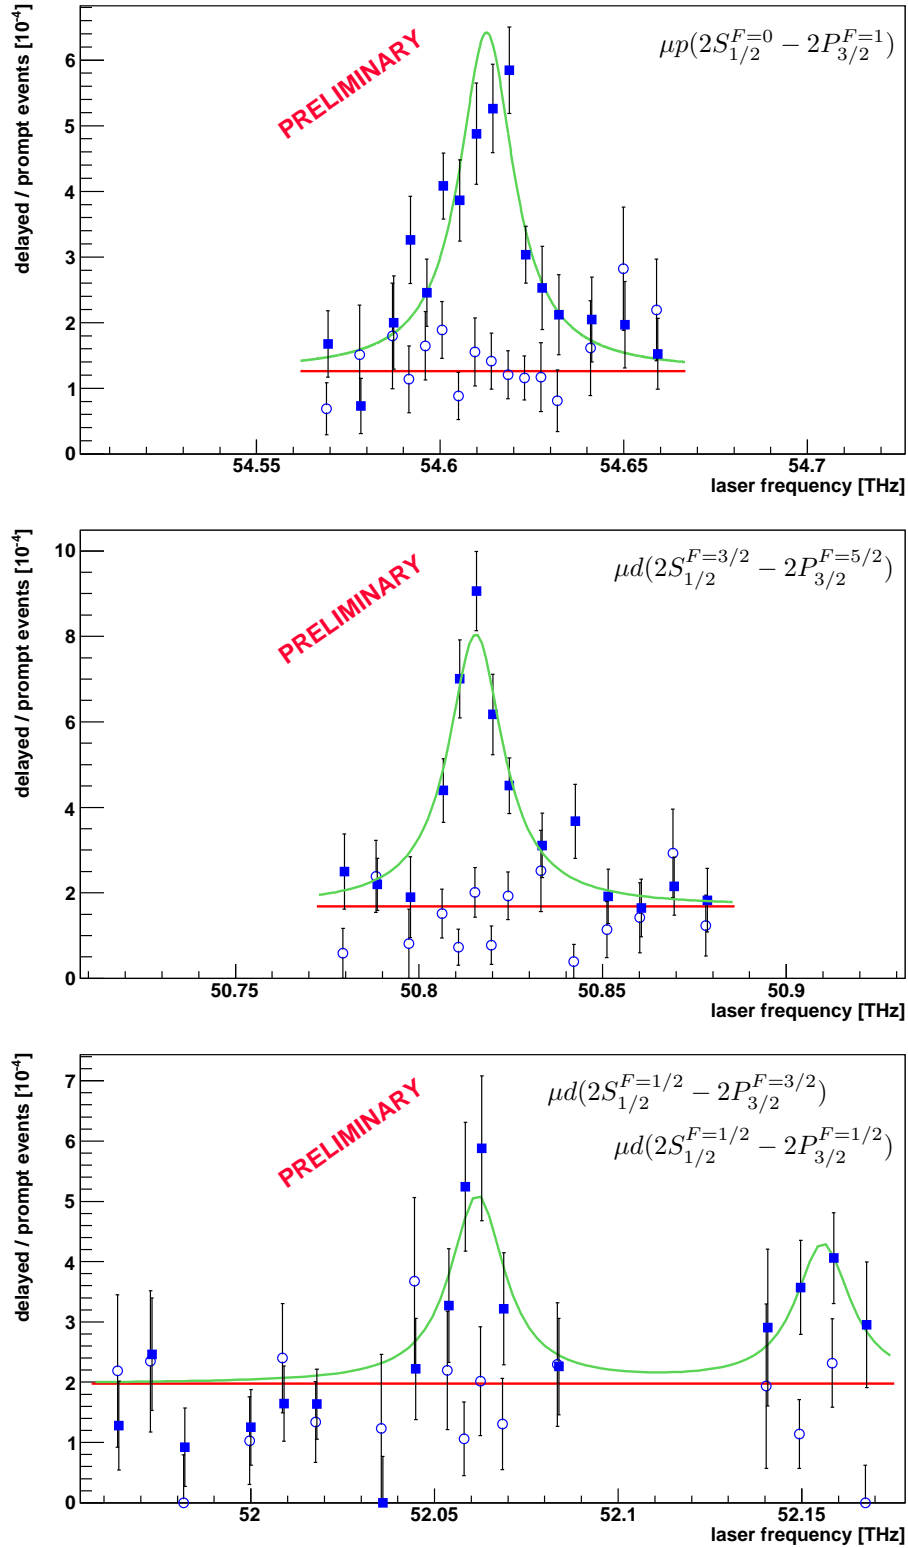 delayed / prompt events [10⁻⁴]
PRELIMINARY
μp(2S_{1/2}^{F=0} − 2P_{3/2}^{F=1})
6
5
4
3
2
1
0
54.55 54.6 54.65 54.7
laser frequency [THz]
delayed / prompt events [10⁻⁴]
PRELIMINARY
μd(2S_{1/2}^{F=3/2} − 2P_{3/2}^{F=5/2})
10
8
6
4
2
0
50.75 50.8 50.85 50.9
laser frequency [THz]
delayed / prompt events [10⁻⁴]
PRELIMINARY
μd(2S_{1/2}^{F=1/2} − 2P_{3/2}^{F=3/2})
μd(2S_{1/2}^{F=1/2} − 2P_{3/2}^{F=1/2})
7
6
5
4
3
2
1
0
52 52.05 52.1 52.15
laser frequency [THz]